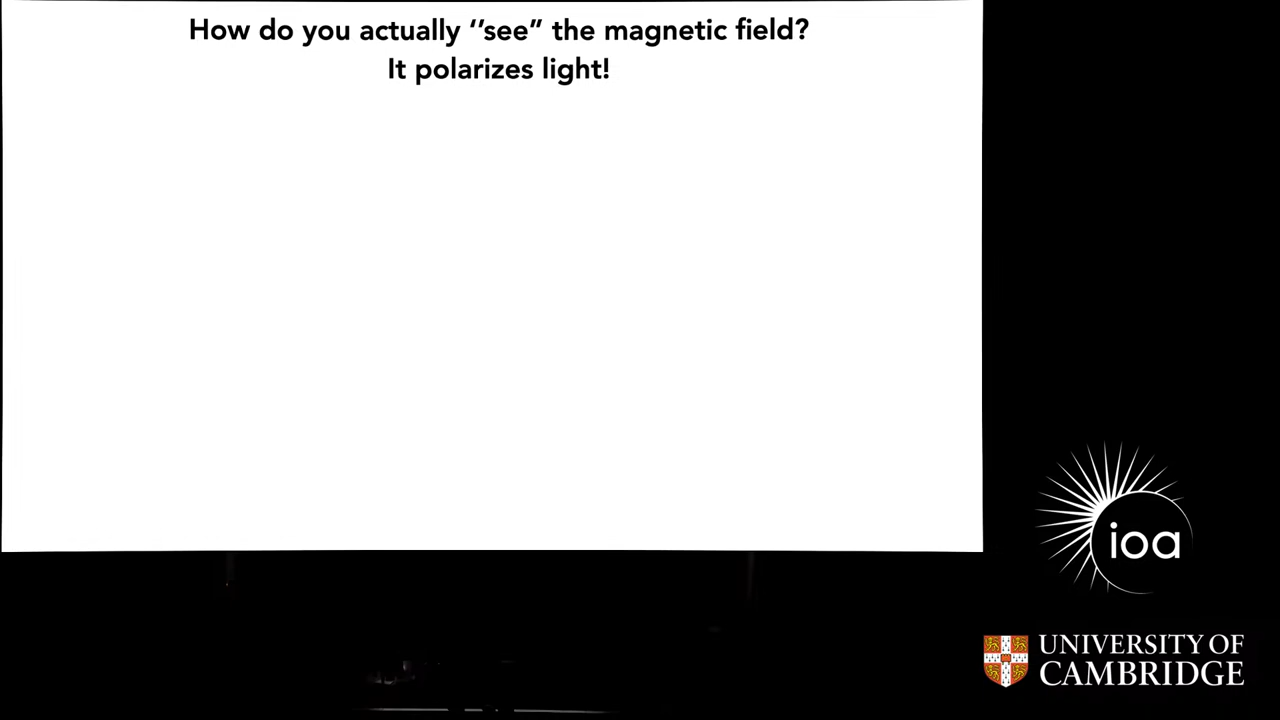 How do you actually ‘‘see” the magnetic field?
It polarizes light!
ioa
UNIVERSITY OF
CAMBRIDGE